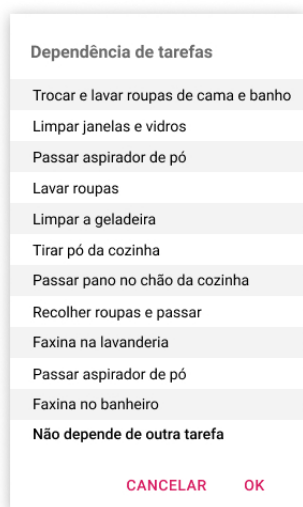 Dependência de tarefas
Trocar e lavar roupas de cama e banho
Limpar janelas e vidros
Passar aspirador de pó
Lavar roupas
Limpar a geladeira
Tirar pó da cozinha
Passar pano no chão da cozinha
Recolher roupas e passar
Faxina na lavanderia
Passar aspirador de pó
Faxina no banheiro
Não depende de outra tarefa
CANCELAR OK